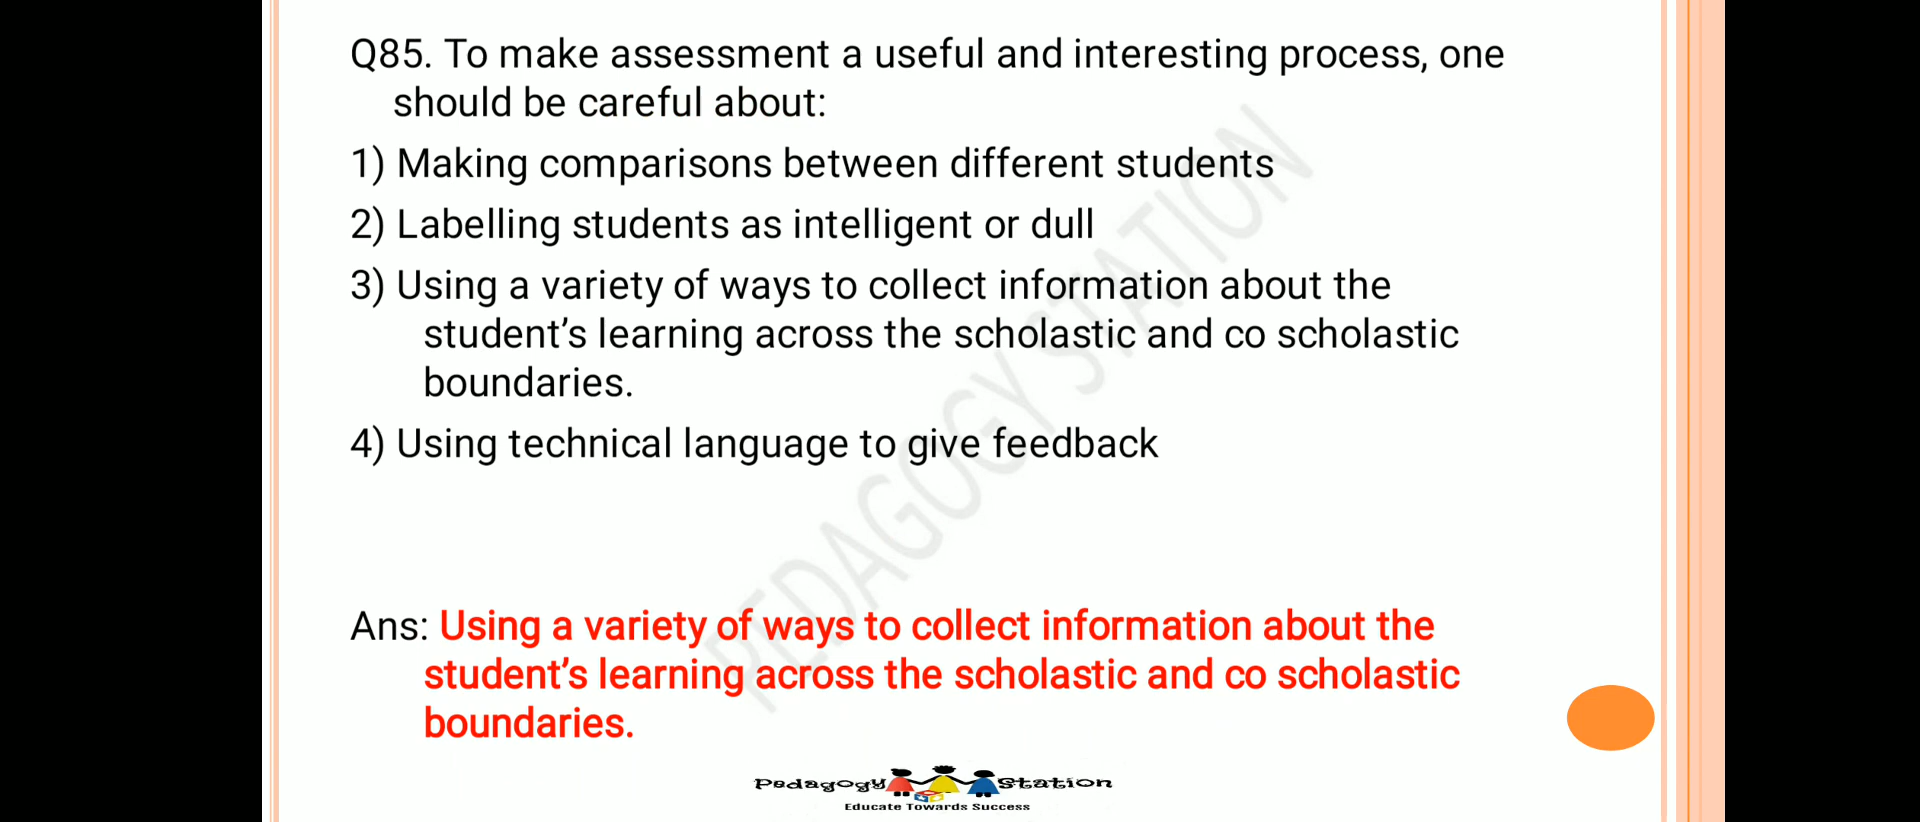 Q85. To make assessment a useful and interesting process, one
should be careful about:
1) Making comparisons between different students
2) Labelling students as intelligent or dull
3) Using a variety of ways to collect information about the
student’s learning across the scholastic and co scholastic
boundaries.
4) Using technical language to give feedback
PEDAGOGY STATION
Ans: Using a variety of ways to collect information about the
student’s learning across the scholastic and co scholastic
boundaries.
Pedagogy Station
Educate Towards Success